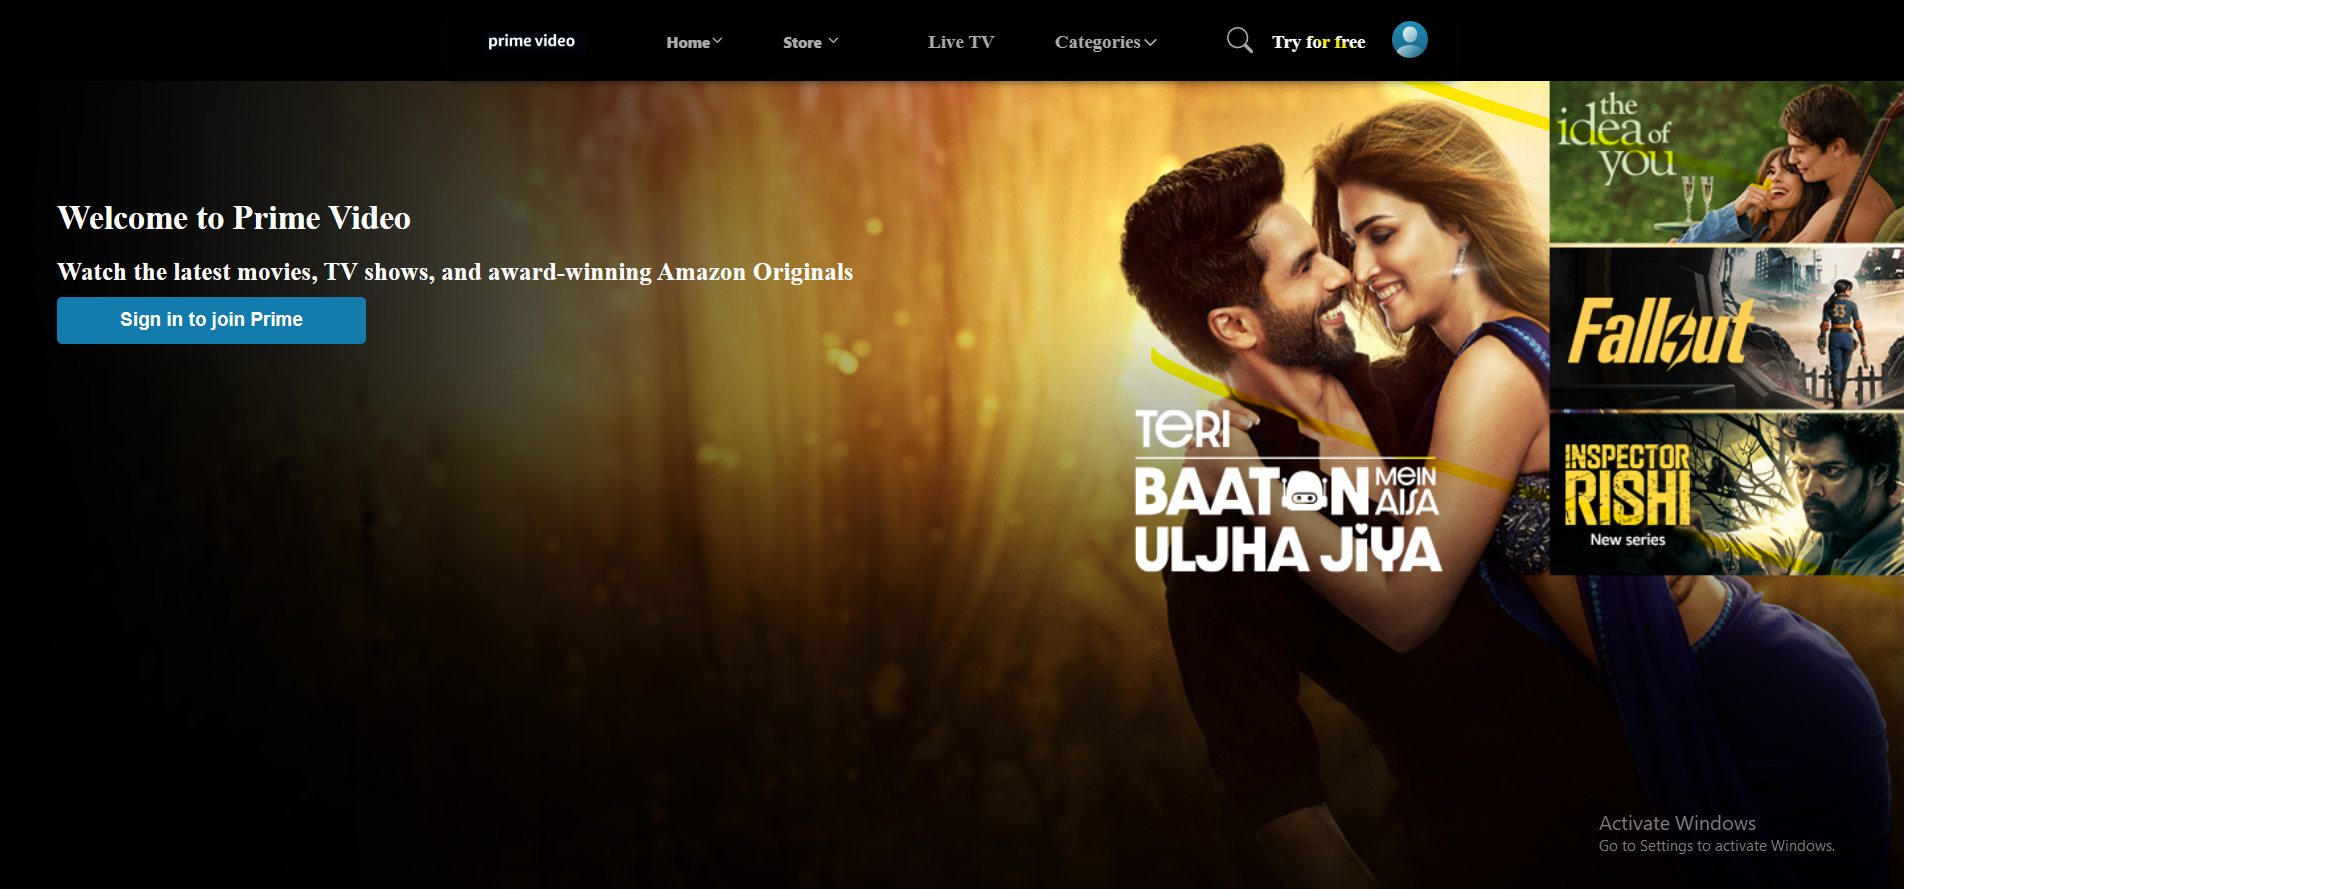 prime video
Home
Store
Live TV
Categories
Try for free
Welcome to Prime Video
Watch the latest movies, TV shows, and award-winning Amazon Originals
Sign in to join Prime
TERI
BAATON MEIN AISA
ULJHA JiYA
the
idea of
you
Fallout
33
INSPECTOR
RISHI
New series
Activate Windows
Go to Settings to activate Windows.